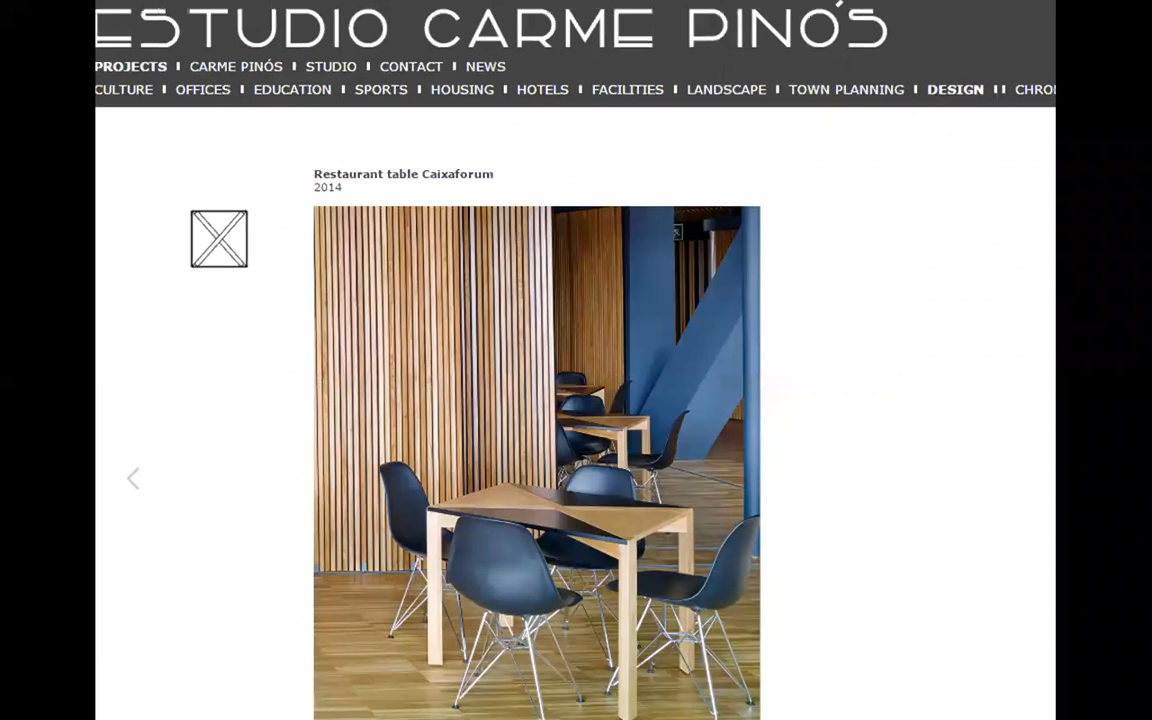 ESTUDIO CARME PINÓS
PROJECTS CARME PINÓS STUDIO CONTACT NEWS
CULTURE OFFICES EDUCATION SPORTS HOUSING HOTELS FACILITIES LANDSCAPE TOWN PLANNING DESIGN CHRON
Restaurant table Caixaforum
2014